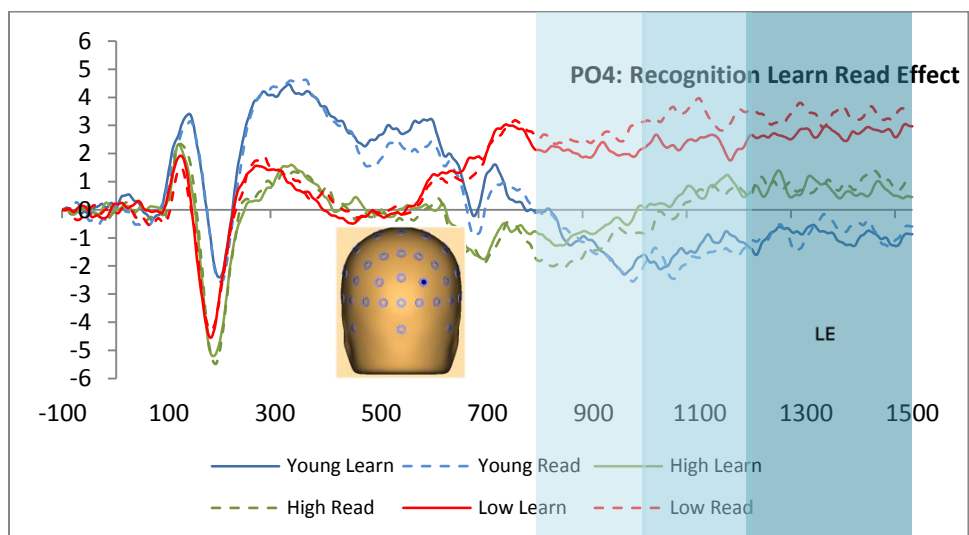 6
5
PO4: Recognition Learn Read Effect
4
3
2
1
0
-1
-2
-3
-4
LE
-5
-6
-100 100 300 500 700 900 1100 1300 1500
Young Learn Young Read High Learn
High Read Low Learn Low Read